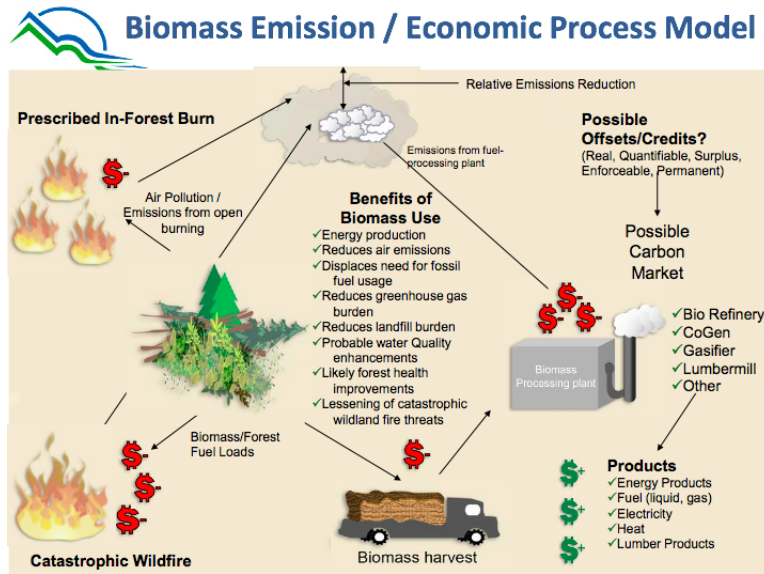 Biomass Emission / Economic Process Model
Relative Emissions Reduction
Prescribed In-Forest Burn
$-
Air Pollution /
Emissions from open
burning
Emissions from fuel-
processing plant
Possible
Offsets/Credits?
(Real, Quantifiable, Surplus,
Enforceable, Permanent)
Possible
Carbon
Market
Benefits of
Biomass Use
✓Energy production
✓Reduces air emissions
✓Displaces need for fossil
fuel usage
✓Reduces greenhouse gas
burden
✓Reduces landfill burden
✓Probable water Quality
enhancements
✓Likely forest health
improvements
✓Lessening of catastrophic
wildland fire threats
$-
$-
$-
Biomass
Processing plant
✓Bio Refinery
✓CoGen
✓Gasifier
✓Lumbermill
✓Other
Biomass/Forest
Fuel Loads
$-
$-
$-
Catastrophic Wildfire
$-
Biomass harvest
$+
$+
$+
Products
✓Energy Products
✓Fuel (liquid, gas)
✓Electricity
✓Heat
✓Lumber Products